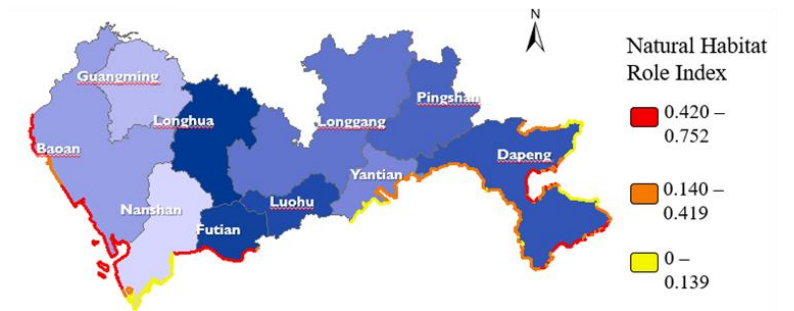 N
Natural Habitat
Role Index
Guangming
Pingshan
0.420 –
0.752
Longhua
Longgang
Baoan
Dapeng
Yantian
0.140 –
0.419
Nanshan
Luohu
Futian
0 –
0.139